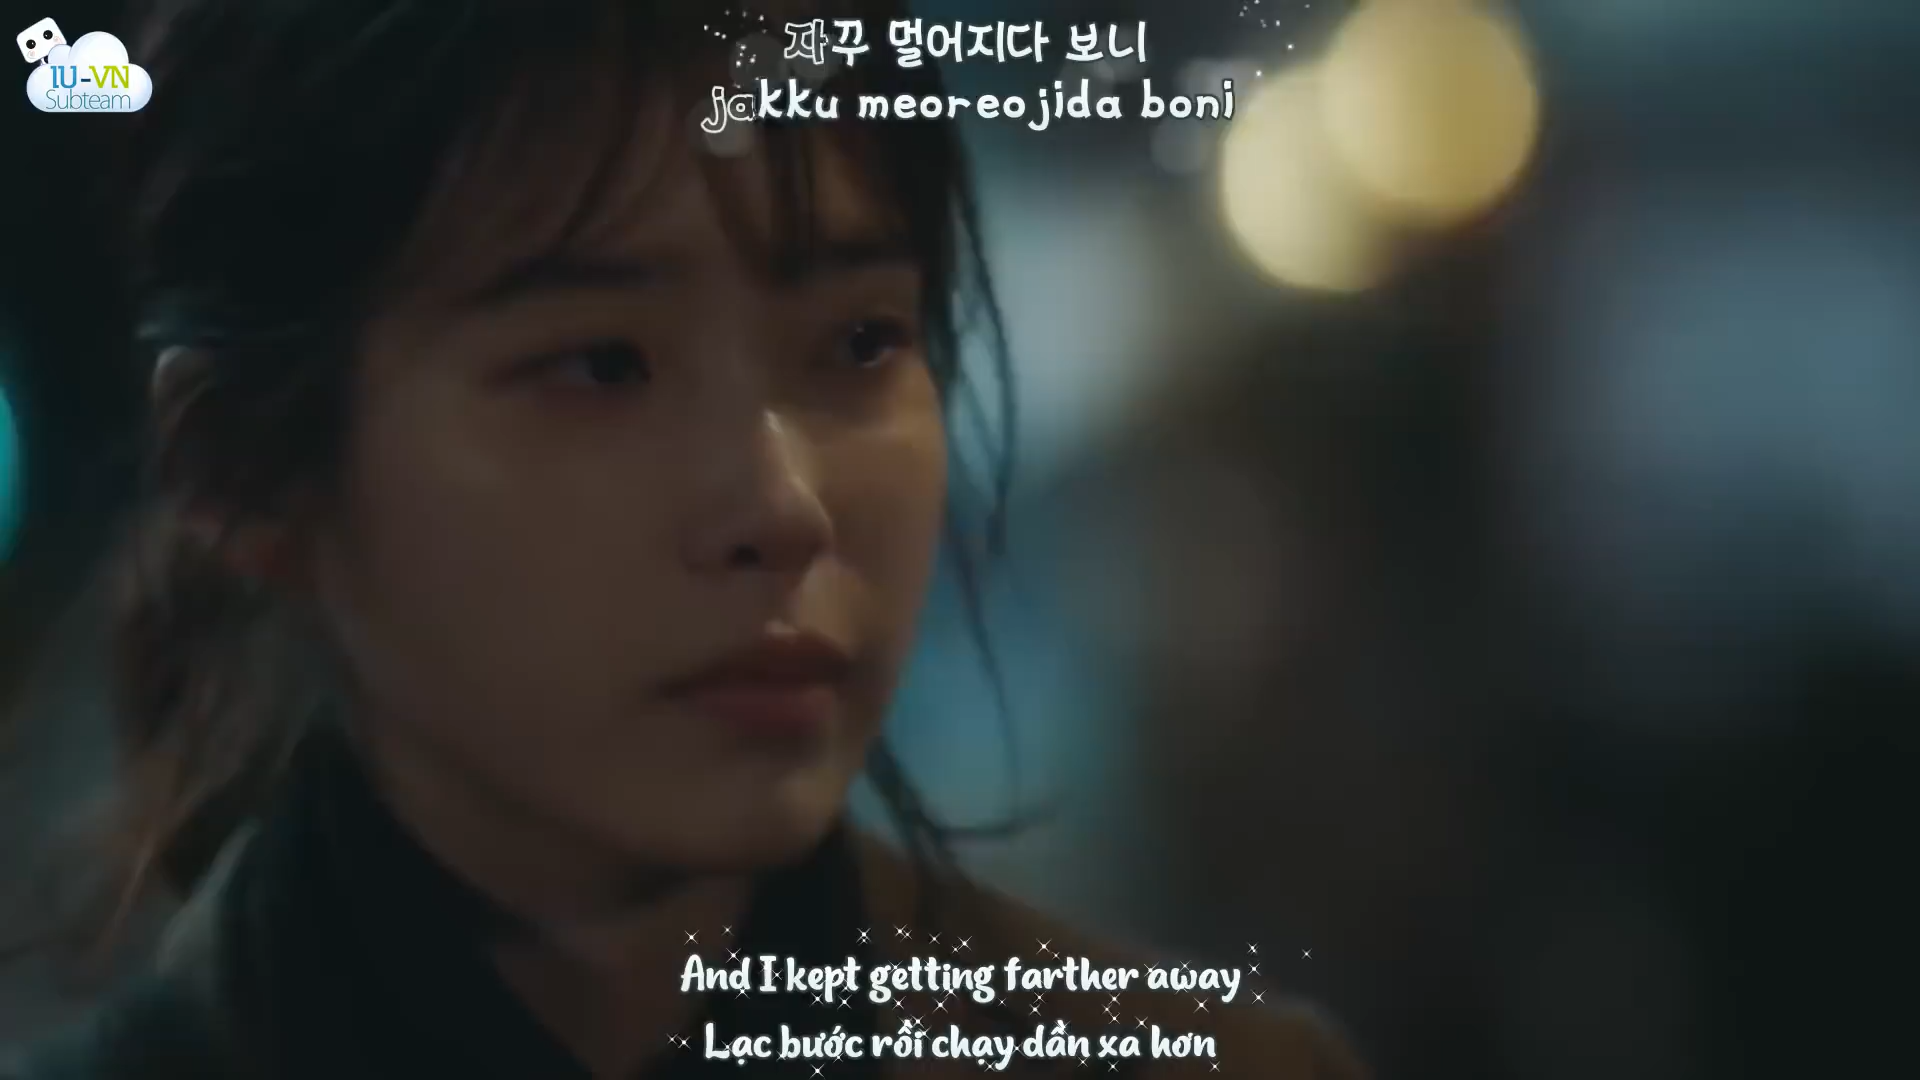 IU-VN
Subteam
자꾸 멀어지다 보니
jakku meoreojida boni
And I kept getting farther away
Lạc bước rồi chạy dần xa hơn